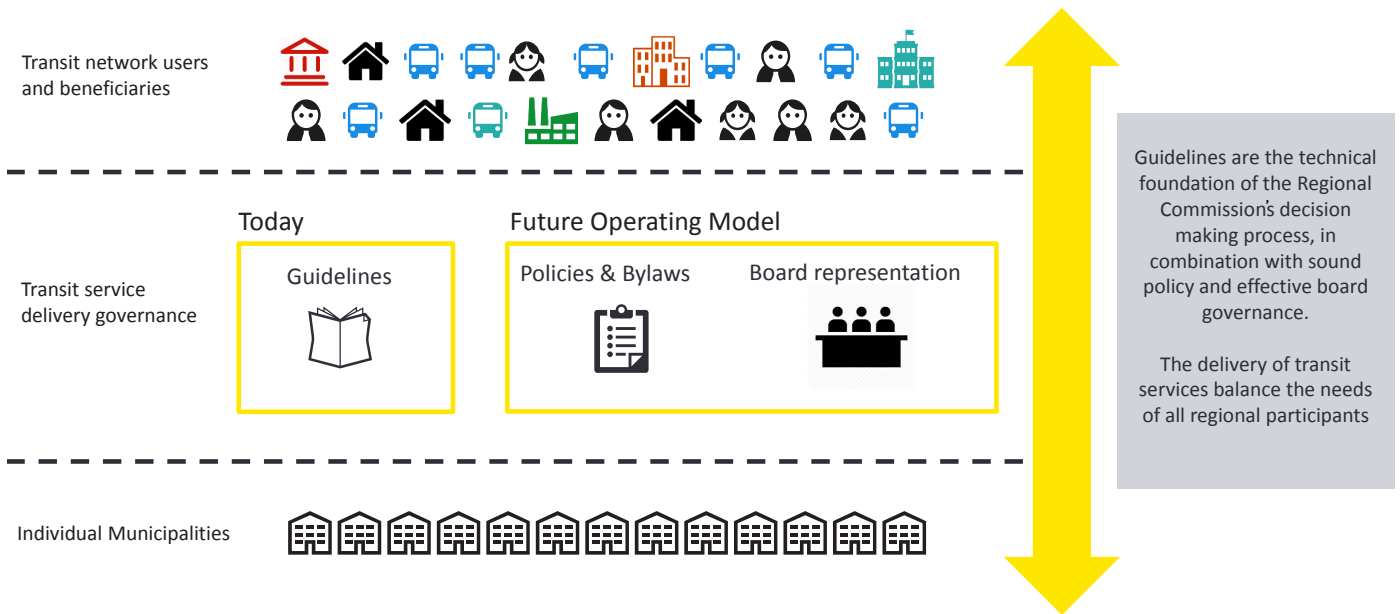 Transit network users
and beneficiaries
Today
Future Operating Model
Transit service
delivery governance
Guidelines
Policies & Bylaws
Board representation
Individual Municipalities
Guidelines are the technical
foundation of the Regional
Commission's decision
making process, in
combination with sound
policy and effective board
governance.
The delivery of transit
services balance the needs
of all regional participants